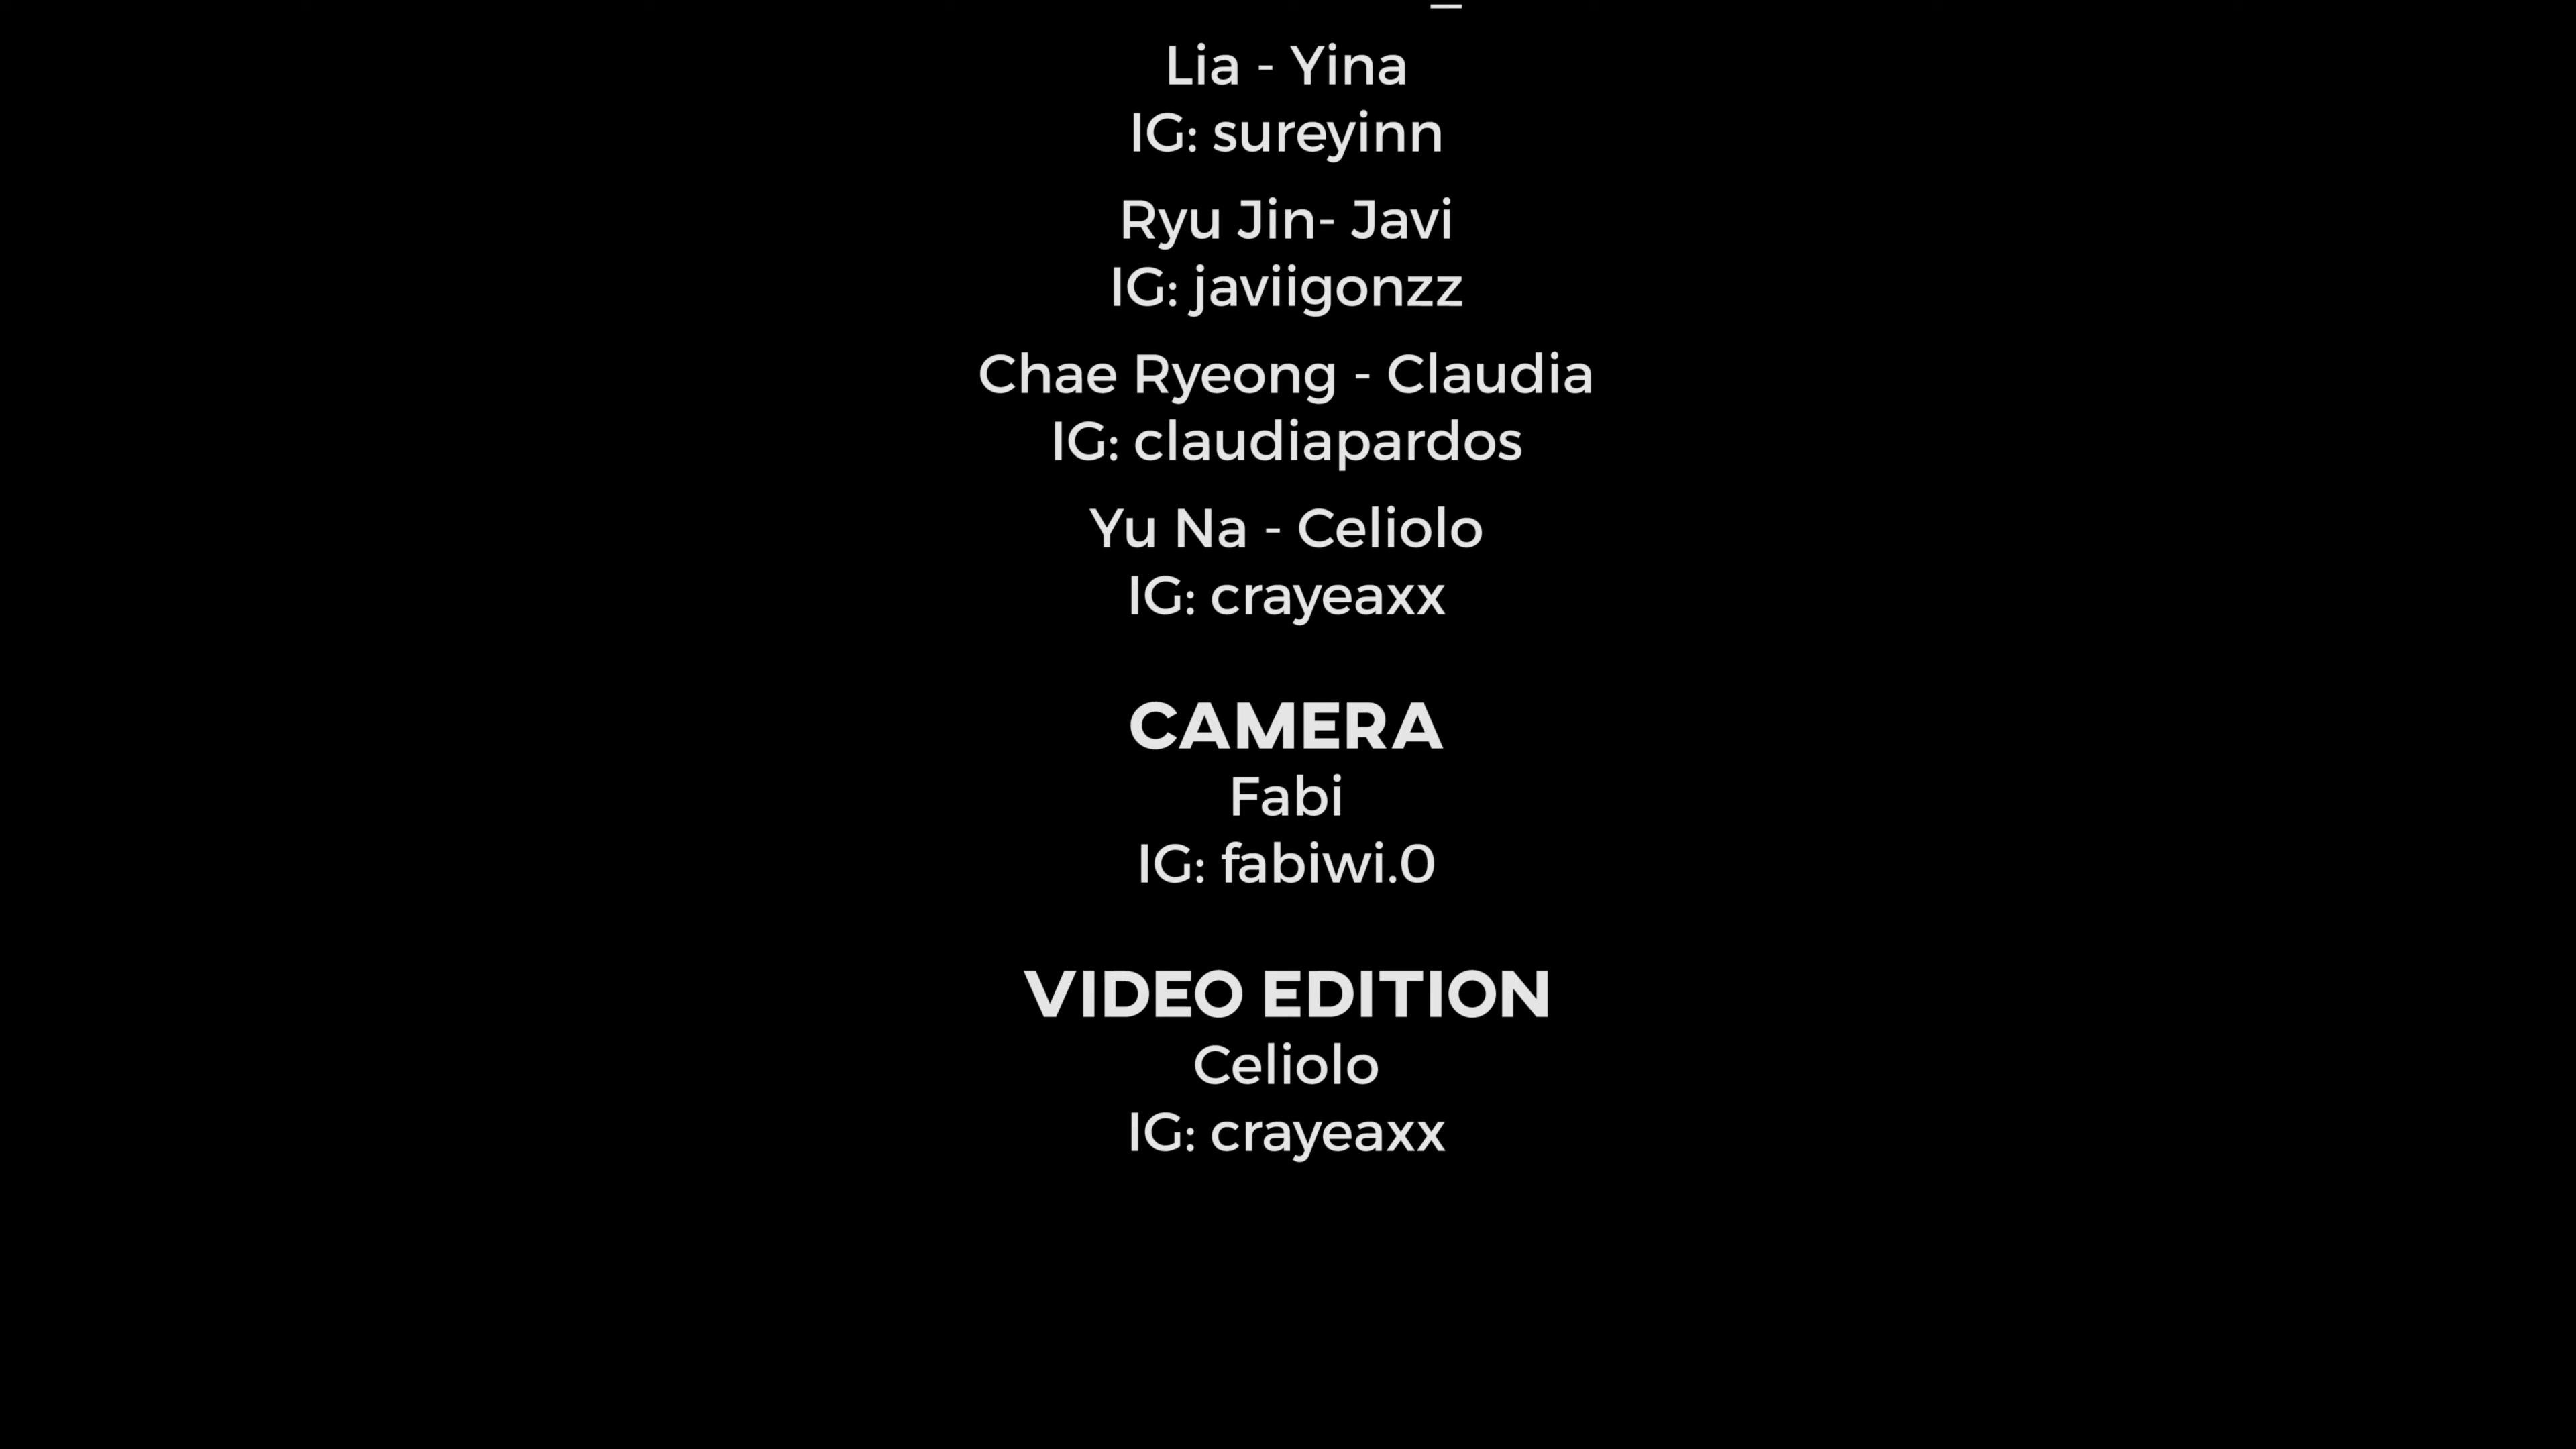 Lia - Yina
IG: sureyinn
Ryu Jin- Javi
IG: javiigonzz
Chae Ryeong - Claudia
IG: claudiapardos
Yu Na - Celiolo
IG: crayeaxx
CAMERA
Fabi
IG: fabiwi.0
VIDEO EDITION
Celiolo
IG: crayeaxx